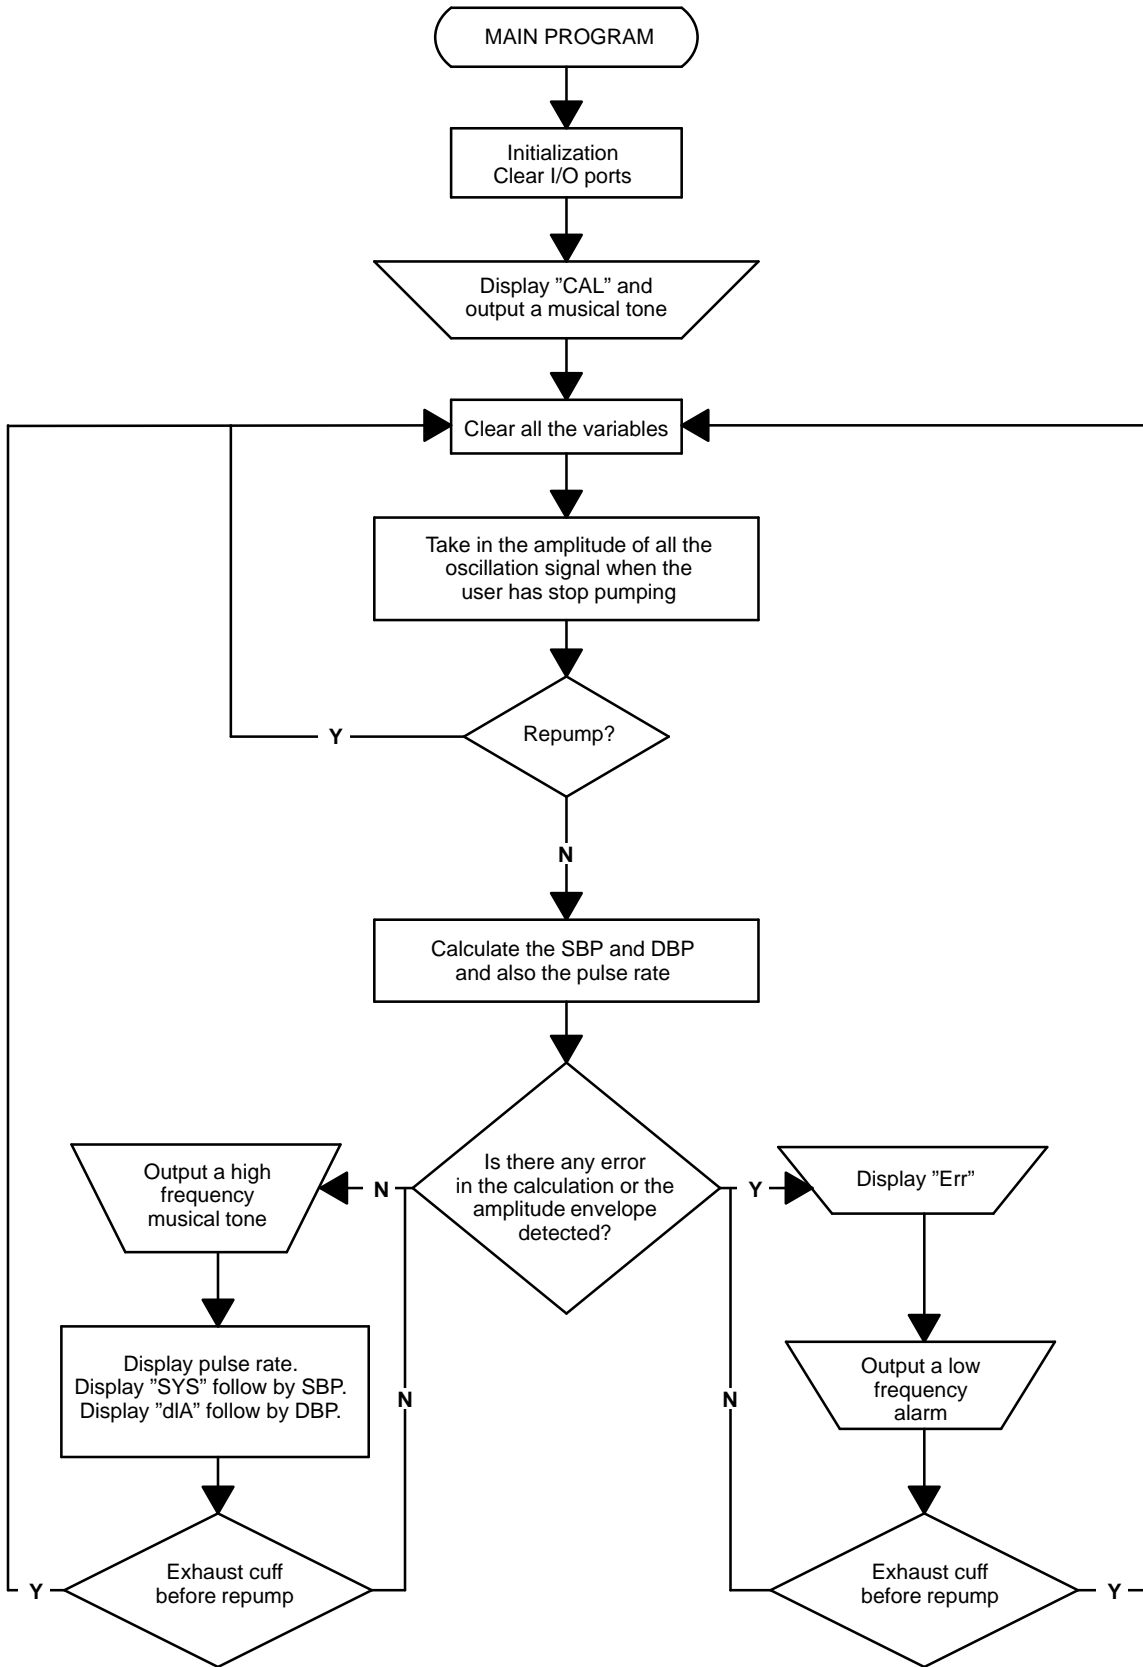 MAIN PROGRAM
Initialization
Clear I/O ports
Display ”CAL” and
output a musical tone
Clear all the variables
Take in the amplitude of all the
oscillation signal when the
user has stop pumping
Repump?
Y
N
Calculate the SBP and DBP
and also the pulse rate
Is there any error
in the calculation or the
amplitude envelope
detected?
N
Y
Output a high
frequency
musical tone
Display ”Err”
Display pulse rate.
Display ”SYS” follow by SBP.
Display ”dIA” follow by DBP.
N
N
Output a low
frequency
alarm
Exhaust cuff
before repump
Y
Exhaust cuff
before repump
Y